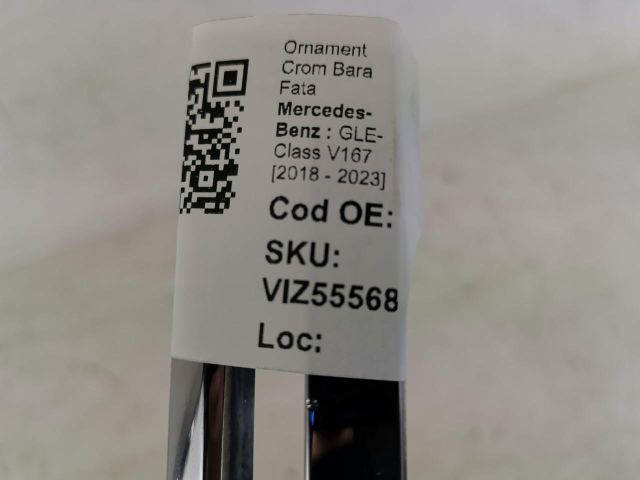 Ornament
Crom Bara
Fata
Mercedes-
Benz : GLE-
Class V167
[2018 - 2023]
Cod OE:
SKU:
VIZ55568
Loc: